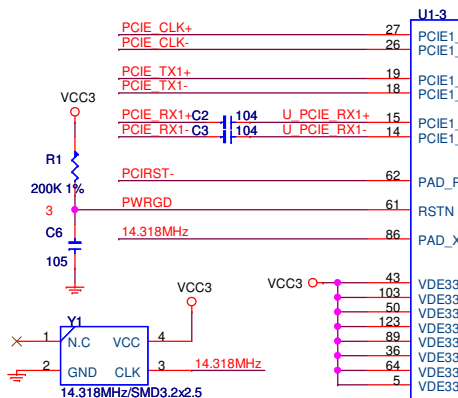 U1-3
PCIE_CLK+ 27 PCIE1_
PCIE_CLK- 26 PCIE1_
PCIE_TX1+ 19 PCIE1_
PCIE_TX1- 18 PCIE1_
VCC3
PCIE_RX1+ C2 104 U_PCIE_RX1+ 15 PCIE1_
PCIE_RX1- C3 104 U_PCIE_RX1- 14 PCIE1_
R1
200K 1%
PCIRST- 62 PAD_P
3 PWRGD 61 RSTN
C6 14.318MHz 86 PAD_X
105
VCC3 43 VDE33
103 VDE33
50 VDE33
123 VDE33
89 VDE33
36 VDE33
64 VDE33
5 VDE33
VCC3
Y1
1 N.C VCC 4
2 GND CLK 3 14.318MHz
14.318MHz/SMD3.2x2.5